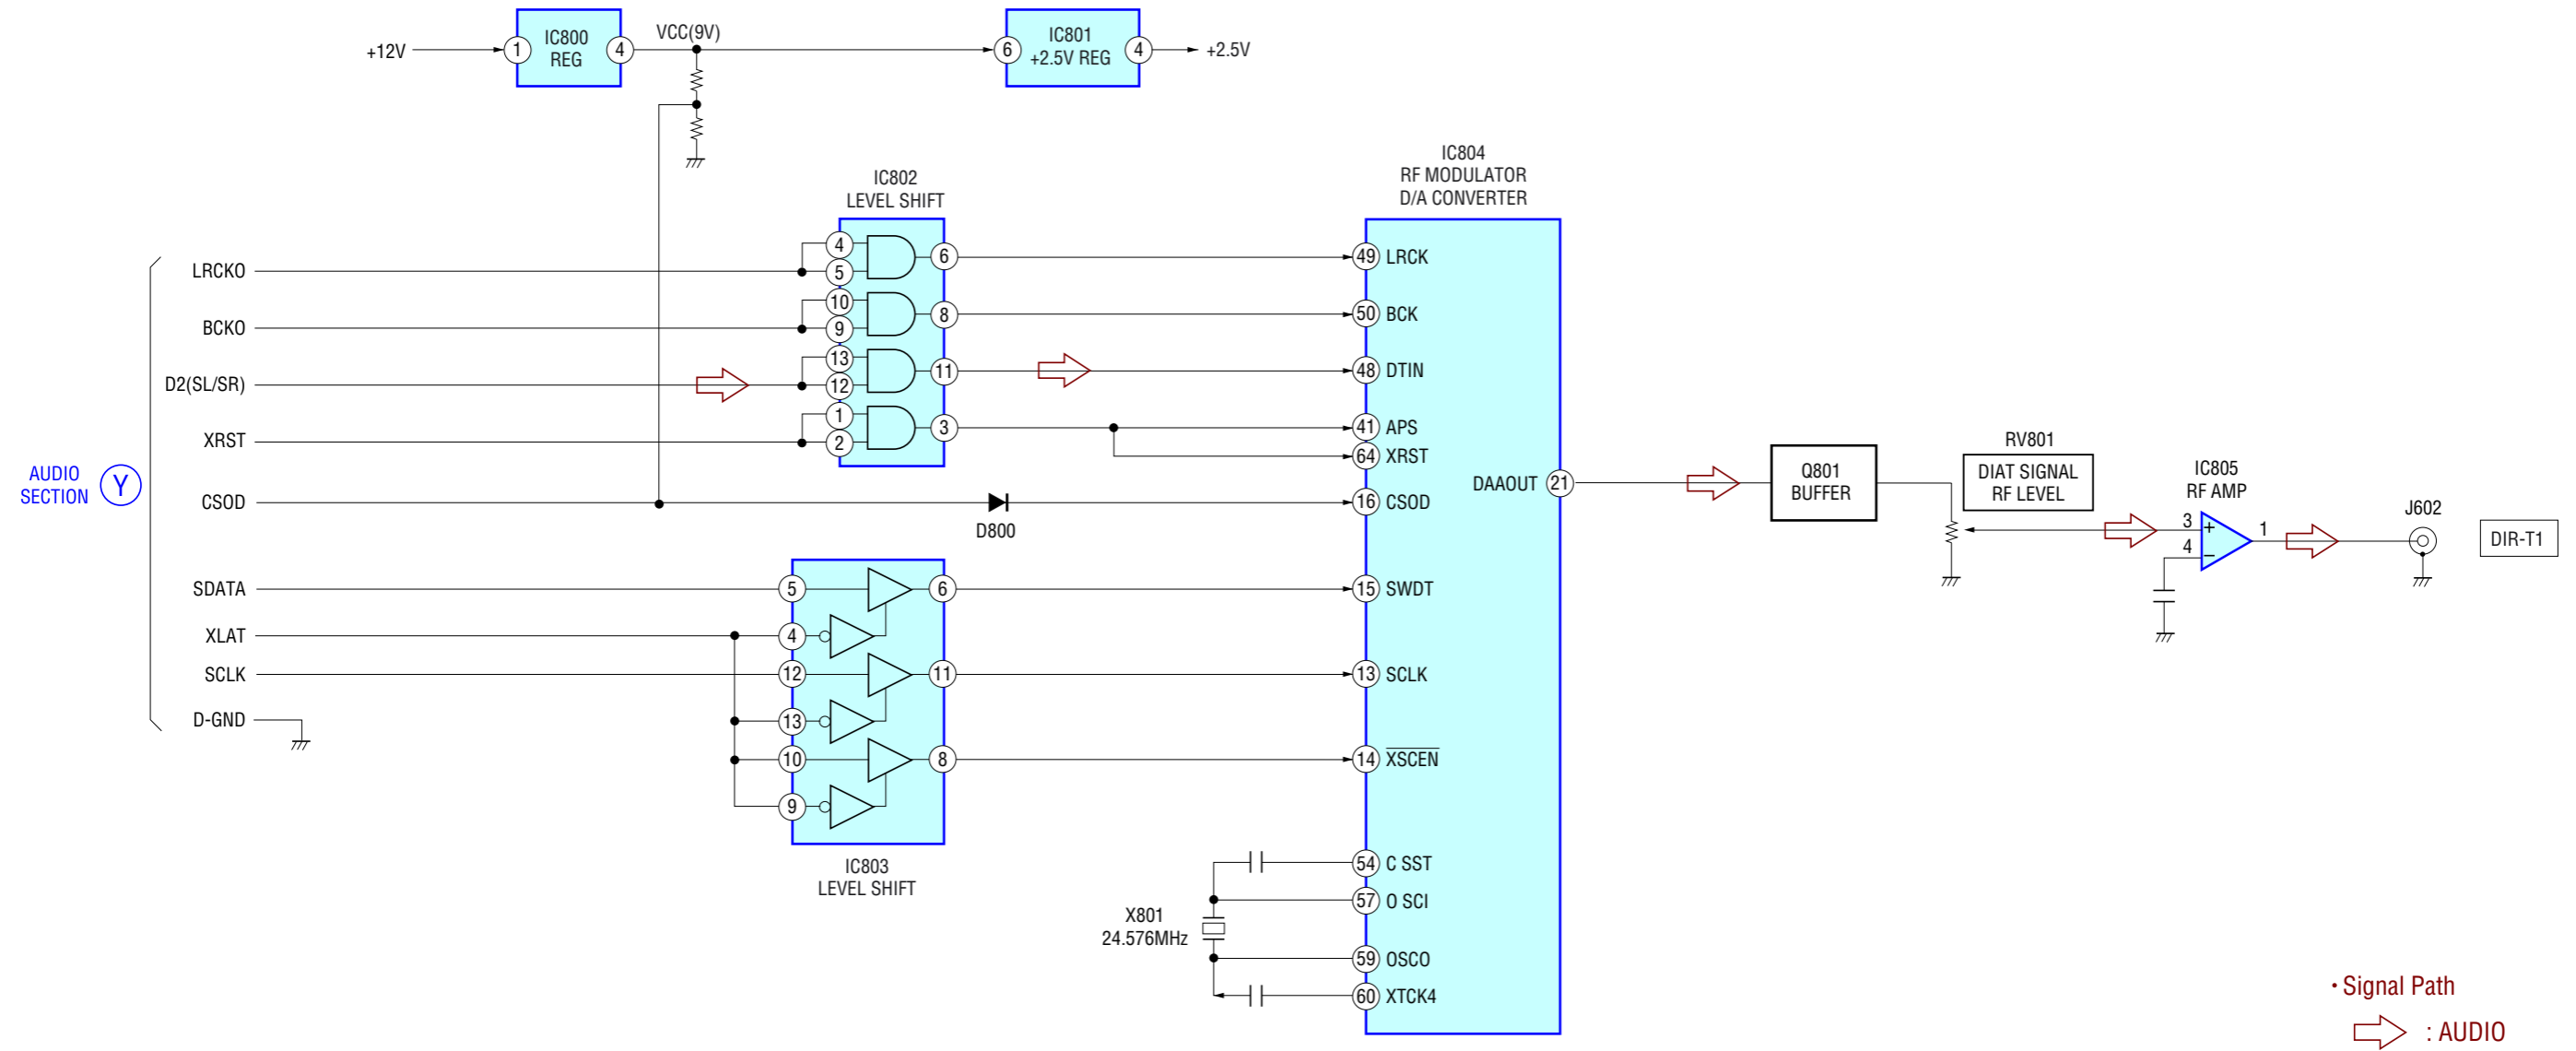 +12V
1
IC800
REG
4
VCC(9V)
6
IC801
+2.5V REG
4
+2.5V
IC802
LEVEL SHIFT
IC804
RF MODULATOR
D/A CONVERTER
LRCKO
4
5
6
49
LRCK
BCKO
10
9
8
50
BCK
D2(SL/SR)
13
12
11
48
DTIN
XRST
1
2
3
41
APS
64
XRST
AUDIO
SECTION
Y
CSOD
D800
16
CSOD
DAAOUT
21
Q801
BUFFER
RV801
DIAT SIGNAL
RF LEVEL
IC805
RF AMP
3
+
4
–
1
J602
DIR-T1
SDATA
5
6
15
SWDT
XLAT
4
SCLK
12
11
13
SCLK
D-GND
13
10
8
14
XSCEN
9
IC803
LEVEL SHIFT
54
C SST
57
O SCI
X801
24.576MHz
59
OSCO
60
XTCK4
• Signal Path
: AUDIO